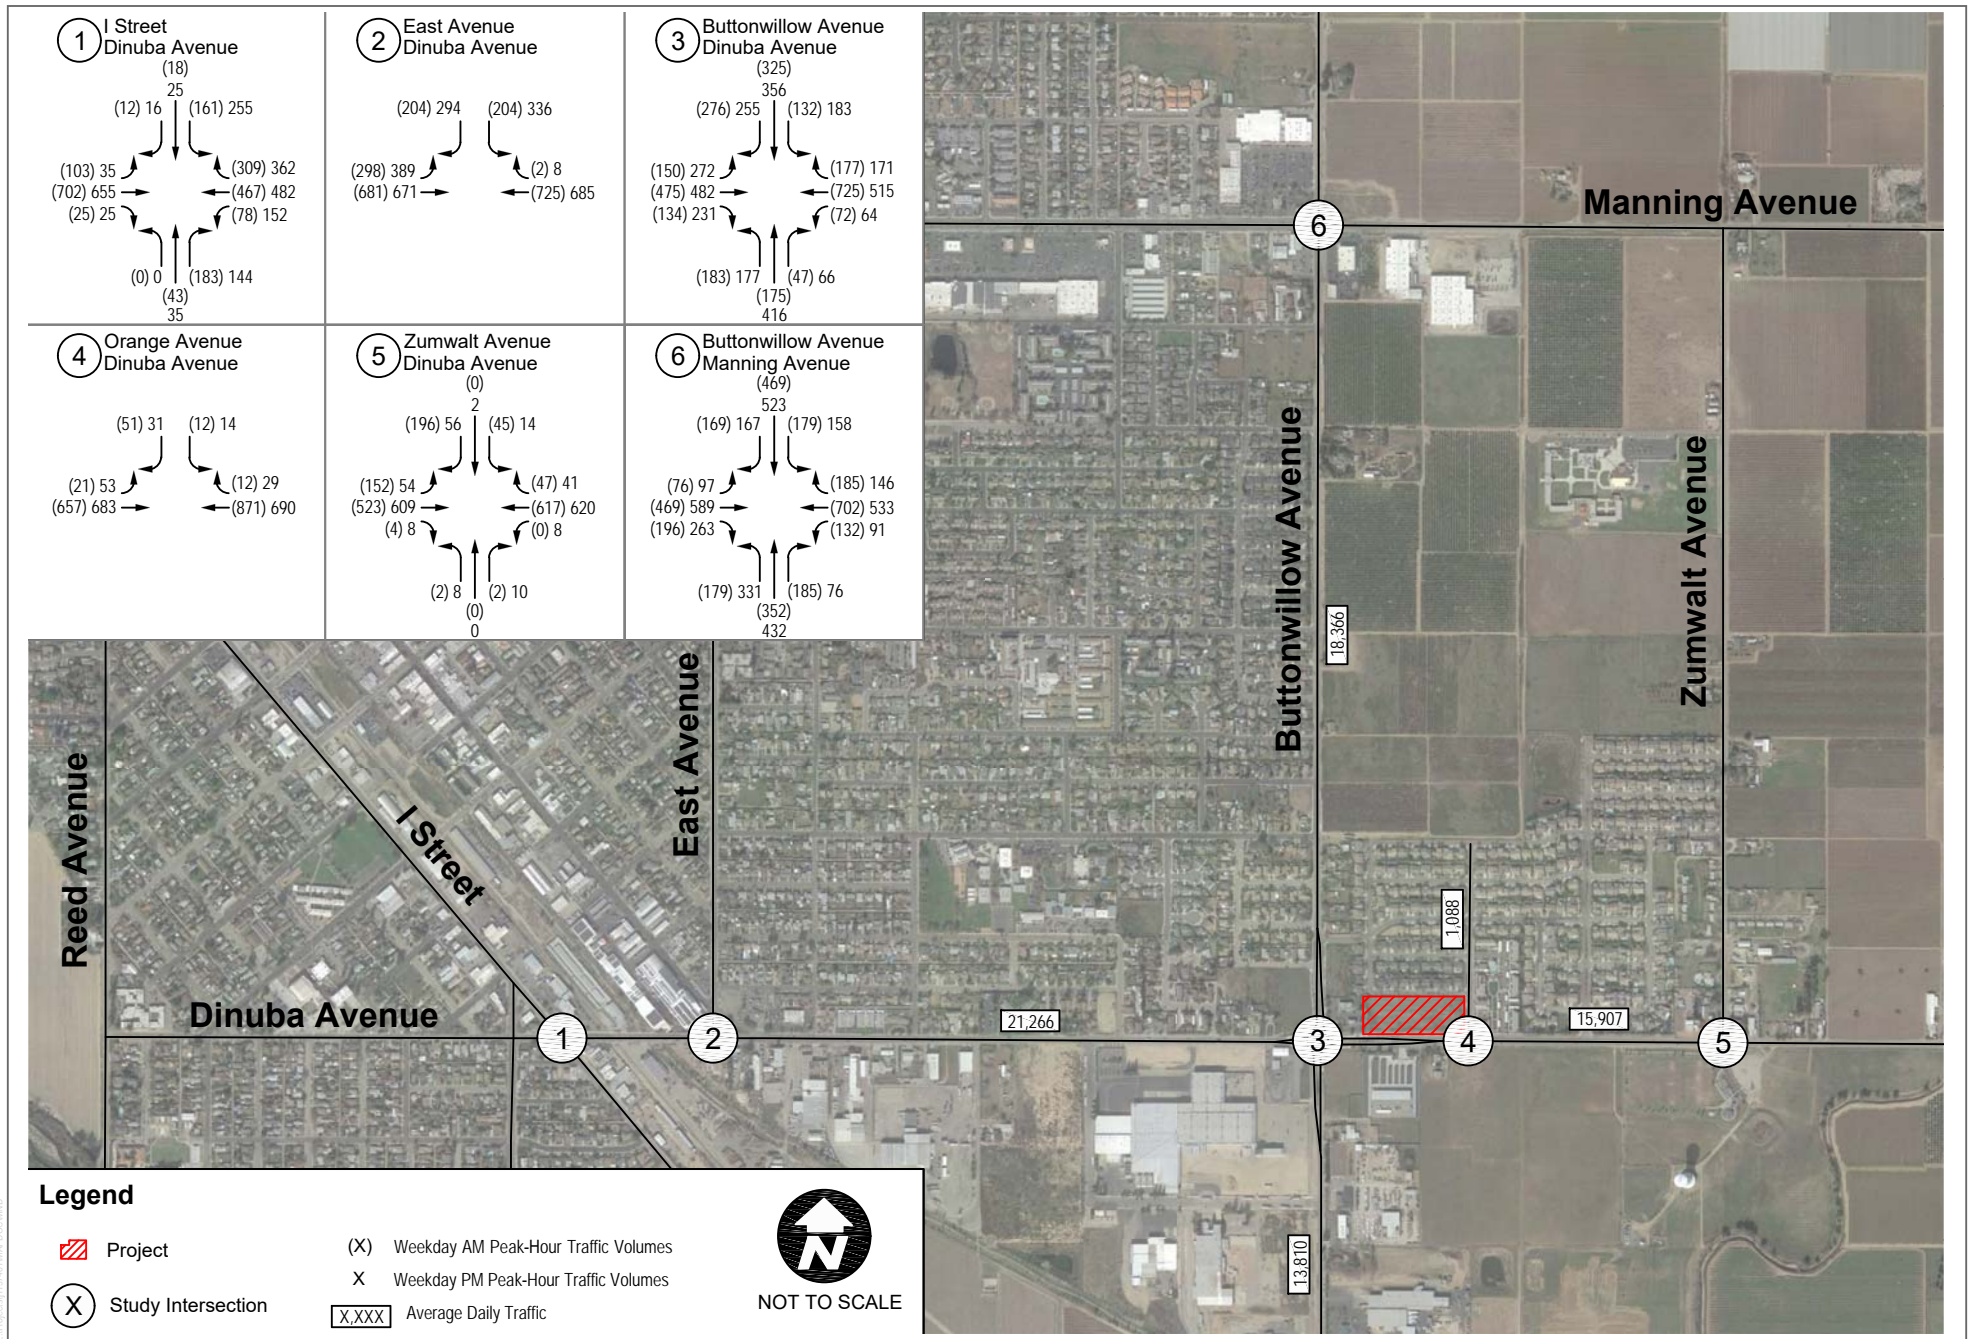 1 I Street
Dinuba Avenue
(18)
25
(12) 16 (161) 255
(103) 35 (309) 362
(702) 655 (467) 482
(25) 25 (78) 152
(0) 0 (183) 144
(43)
35
2 East Avenue
Dinuba Avenue
(204) 294 (204) 336
(298) 389 (2) 8
(681) 671 (725) 685
3 Buttonwillow Avenue
Dinuba Avenue
(325)
356
(276) 255 (132) 183
(150) 272 (177) 171
(475) 482 (725) 515
(134) 231 (72) 64
(183) 177 (47) 66
(175)
416
4 Orange Avenue
Dinuba Avenue
(51) 31 (12) 14
(21) 53 (12) 29
(657) 683 (871) 690
5 Zumwalt Avenue
Dinuba Avenue
(0)
2
(196) 56 (45) 14
(152) 54 (47) 41
(523) 609 (617) 620
(4) 8 (0) 8
(2) 8 (2) 10
(0)
0
6 Buttonwillow Avenue
Manning Avenue
(469)
523
(169) 167 (179) 158
(76) 97 (185) 146
(469) 589 (702) 533
(196) 263 (132) 91
(179) 331 (185) 76
(352)
432
Manning Avenue
6
Buttonwillow Avenue
18,366
Zumwalt Avenue
Reed Avenue
I Street
East Avenue
1,088
Dinuba Avenue
21,266
15,907
1
2
3
4
5
13,810
Legend
Project
X Study Intersection
(X) Weekday AM Peak-Hour Traffic Volumes
X Weekday PM Peak-Hour Traffic Volumes
X,XXX Average Daily Traffic
N
NOT TO SCALE